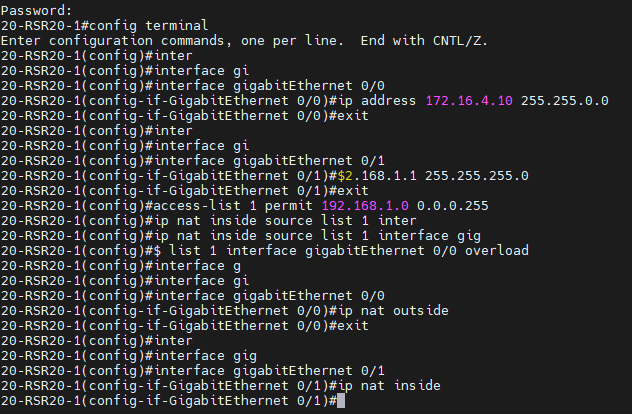 Password:
20-RSR20-1#config terminal
Enter configuration commands, one per line.  End with CNTL/Z.
20-RSR20-1(config)#inter
20-RSR20-1(config)#interface gi
20-RSR20-1(config)#interface gigabitEthernet 0/0
20-RSR20-1(config-if-GigabitEthernet 0/0)#ip address 172.16.4.10 255.255.0.0
20-RSR20-1(config-if-GigabitEthernet 0/0)#exit
20-RSR20-1(config)#inter
20-RSR20-1(config)#interface gi
20-RSR20-1(config)#interface gigabitEthernet 0/1
20-RSR20-1(config-if-GigabitEthernet 0/1)#$2.168.1.1 255.255.255.0
20-RSR20-1(config-if-GigabitEthernet 0/1)#exit
20-RSR20-1(config)#access-list 1 permit 192.168.1.0 0.0.0.255
20-RSR20-1(config)#ip nat inside source list 1 inter
20-RSR20-1(config)#ip nat inside source list 1 interface gig
20-RSR20-1(config)#$ list 1 interface gigabitEthernet 0/0 overload
20-RSR20-1(config)#interface g
20-RSR20-1(config)#interface gi
20-RSR20-1(config)#interface gigabitEthernet 0/0
20-RSR20-1(config-if-GigabitEthernet 0/0)#ip nat outside
20-RSR20-1(config-if-GigabitEthernet 0/0)#exit
20-RSR20-1(config)#inter
20-RSR20-1(config)#interface gig
20-RSR20-1(config)#interface gigabitEthernet 0/1
20-RSR20-1(config-if-GigabitEthernet 0/1)#ip nat inside
20-RSR20-1(config-if-GigabitEthernet 0/1)#